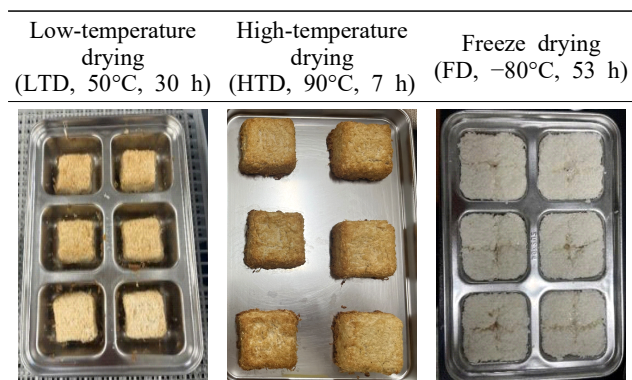 Low-temperature
drying
(LTD, 50°C, 30 h)
High-temperature
drying
(HTD, 90°C, 7 h)
Freeze drying
(FD, −80°C, 53 h)